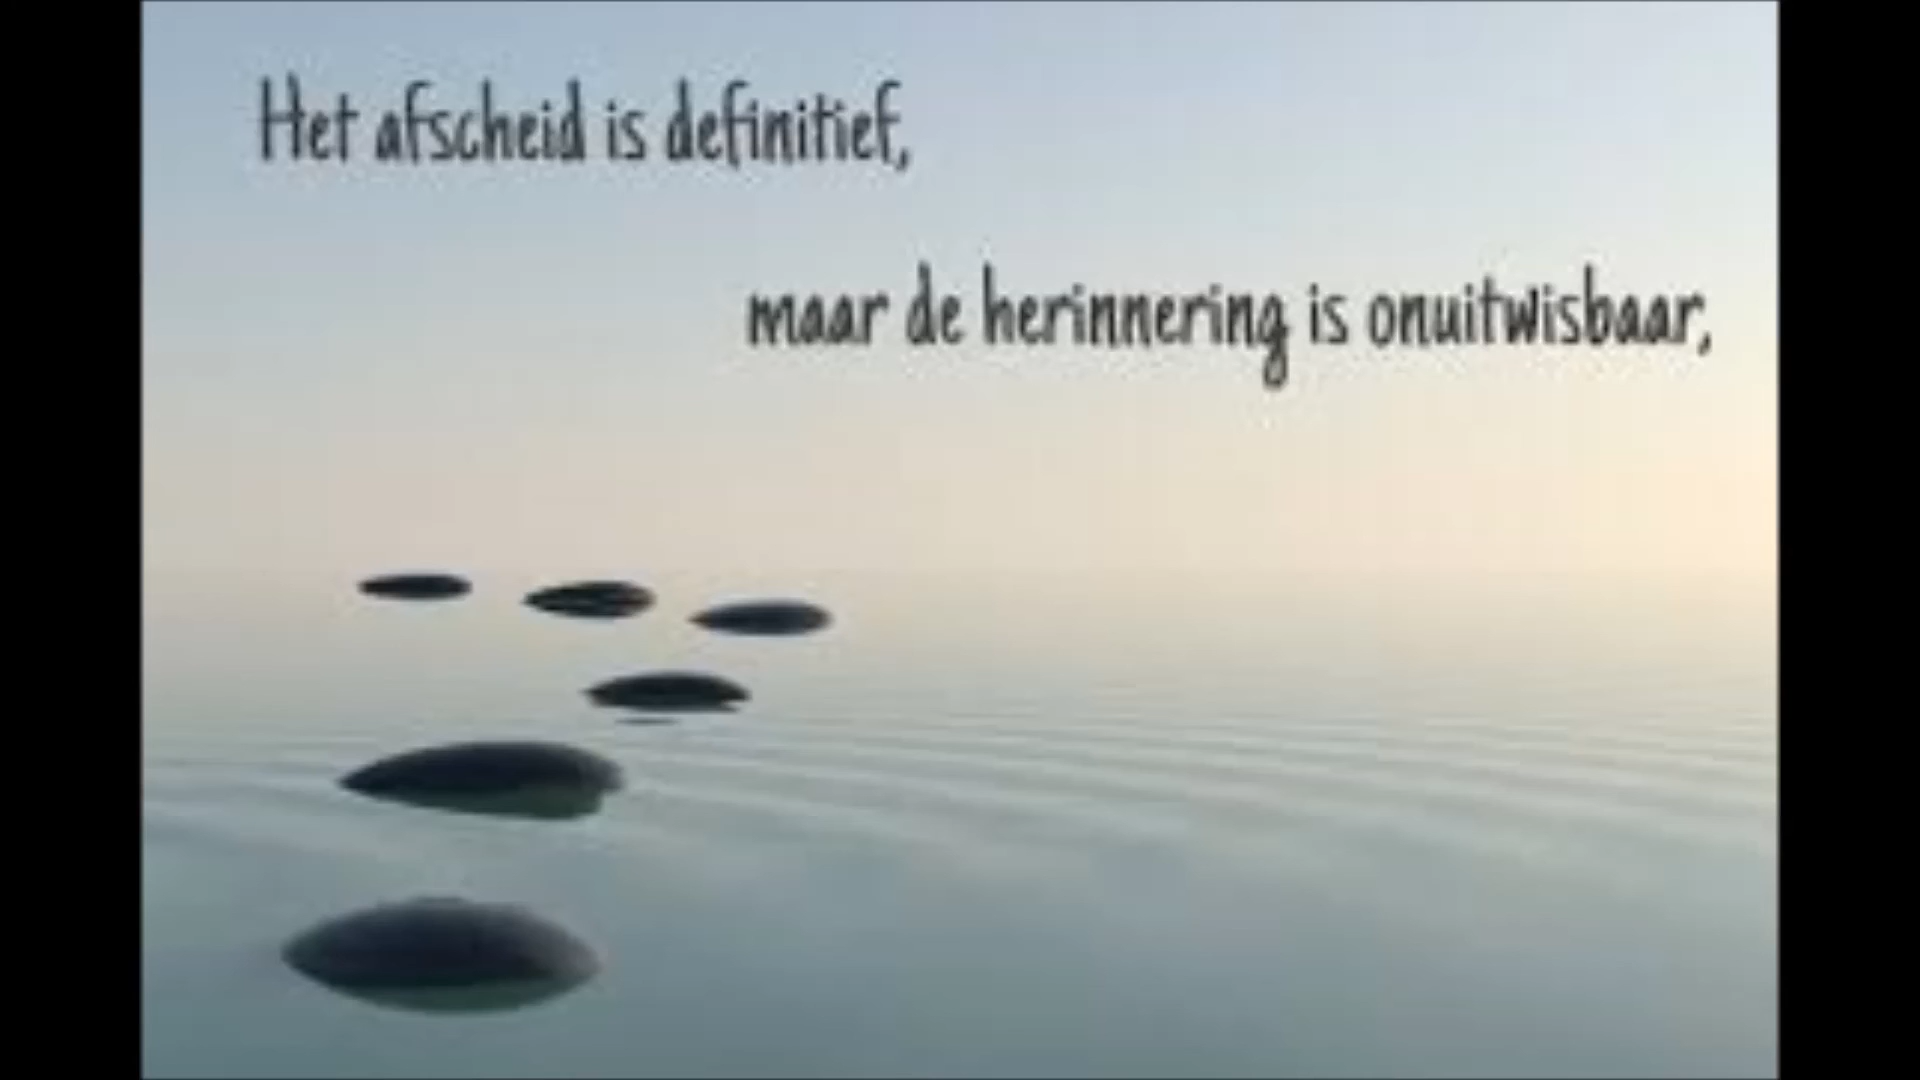 Het afscheid is definitief,
maar de herinnering is onuitwisbaar,